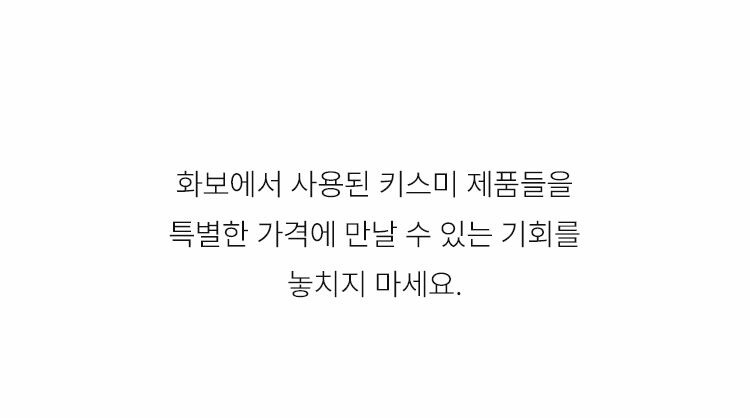 화보에서 사용된 키스미 제품들을
특별한 가격에 만날 수 있는 기회를
놓치지 마세요.